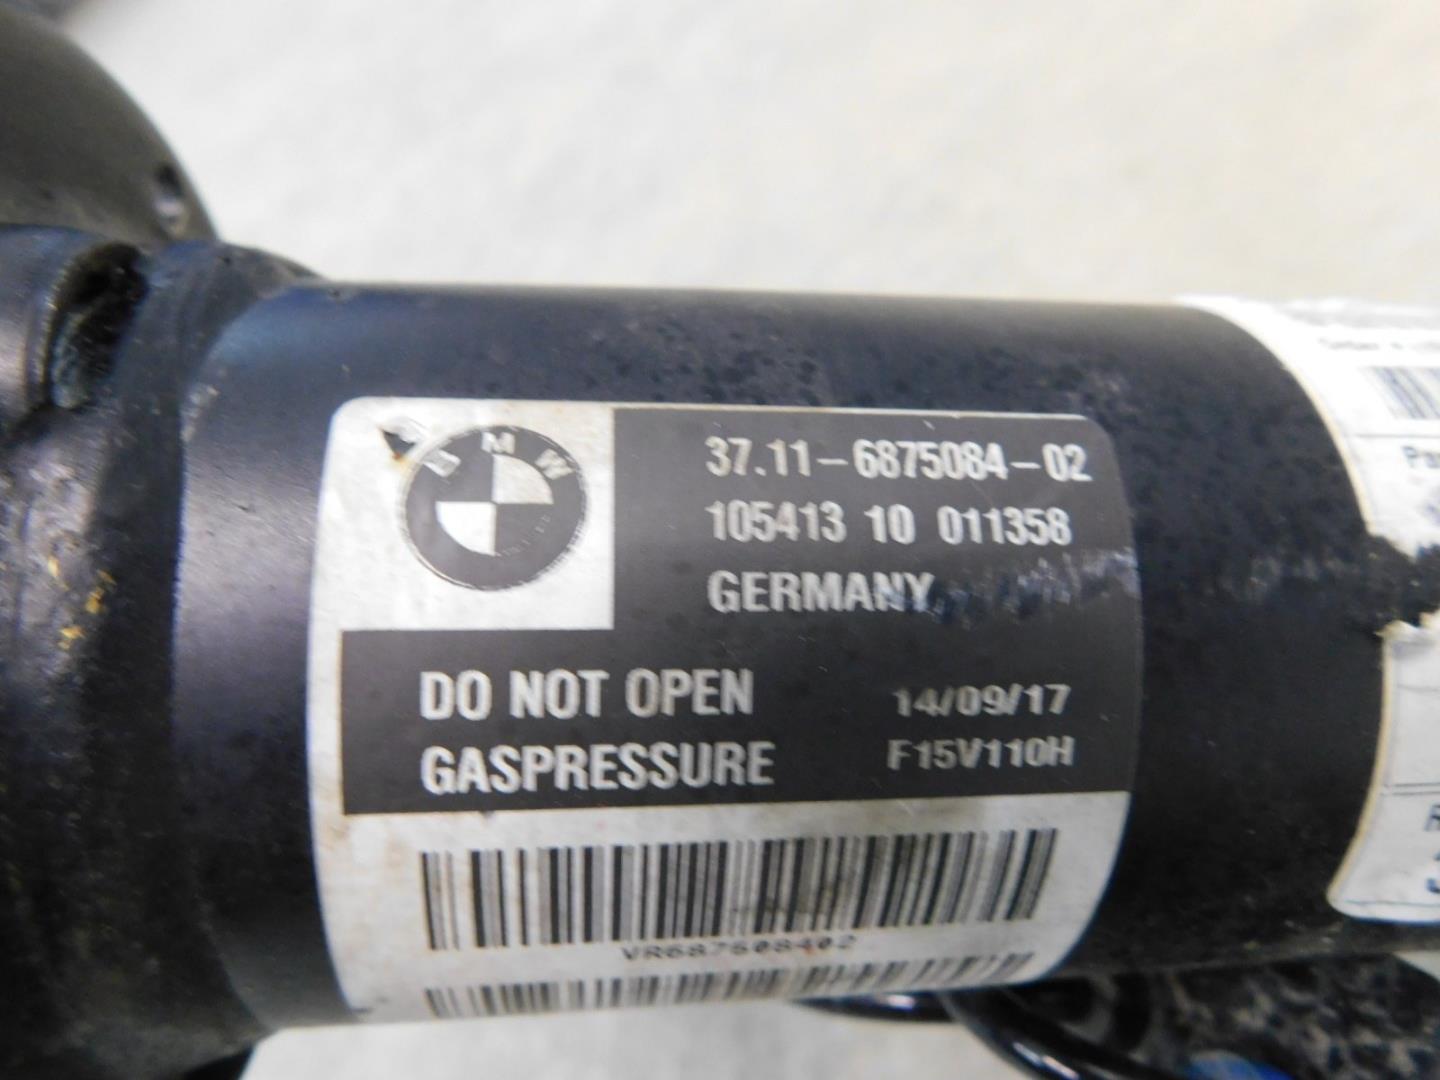 BMW
37.11-6875084-02
105413 10 011358
GERMANY
DO NOT OPEN
14/09/17
GASPRESSURE
F15V110H
VR687508402